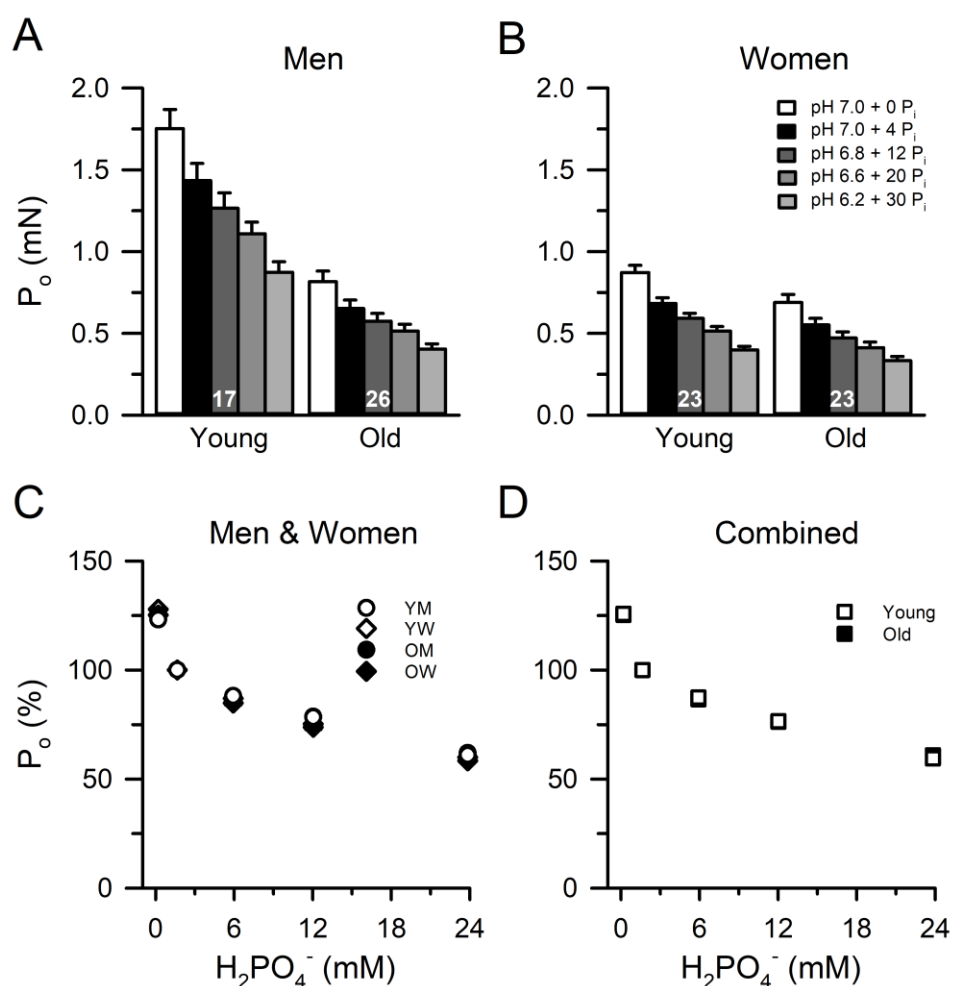 A
Men
2.0
1.5
1.0
0.5
0.0
Pₒ (mN)
17
26
Young
Old
B
Women
2.0
1.5
1.0
0.5
0.0
pH 7.0 + 0 Pᵢ
pH 7.0 + 4 Pᵢ
pH 6.8 + 12 Pᵢ
pH 6.6 + 20 Pᵢ
pH 6.2 + 30 Pᵢ
23
23
Young
Old
C
Men & Women
150
100
50
0
Pₒ (%)
YM
YW
OM
OW
0 6 12 18 24
H₂PO₄⁻ (mM)
D
Combined
150
100
50
0
Young
Old
0 6 12 18 24
H₂PO₄⁻ (mM)